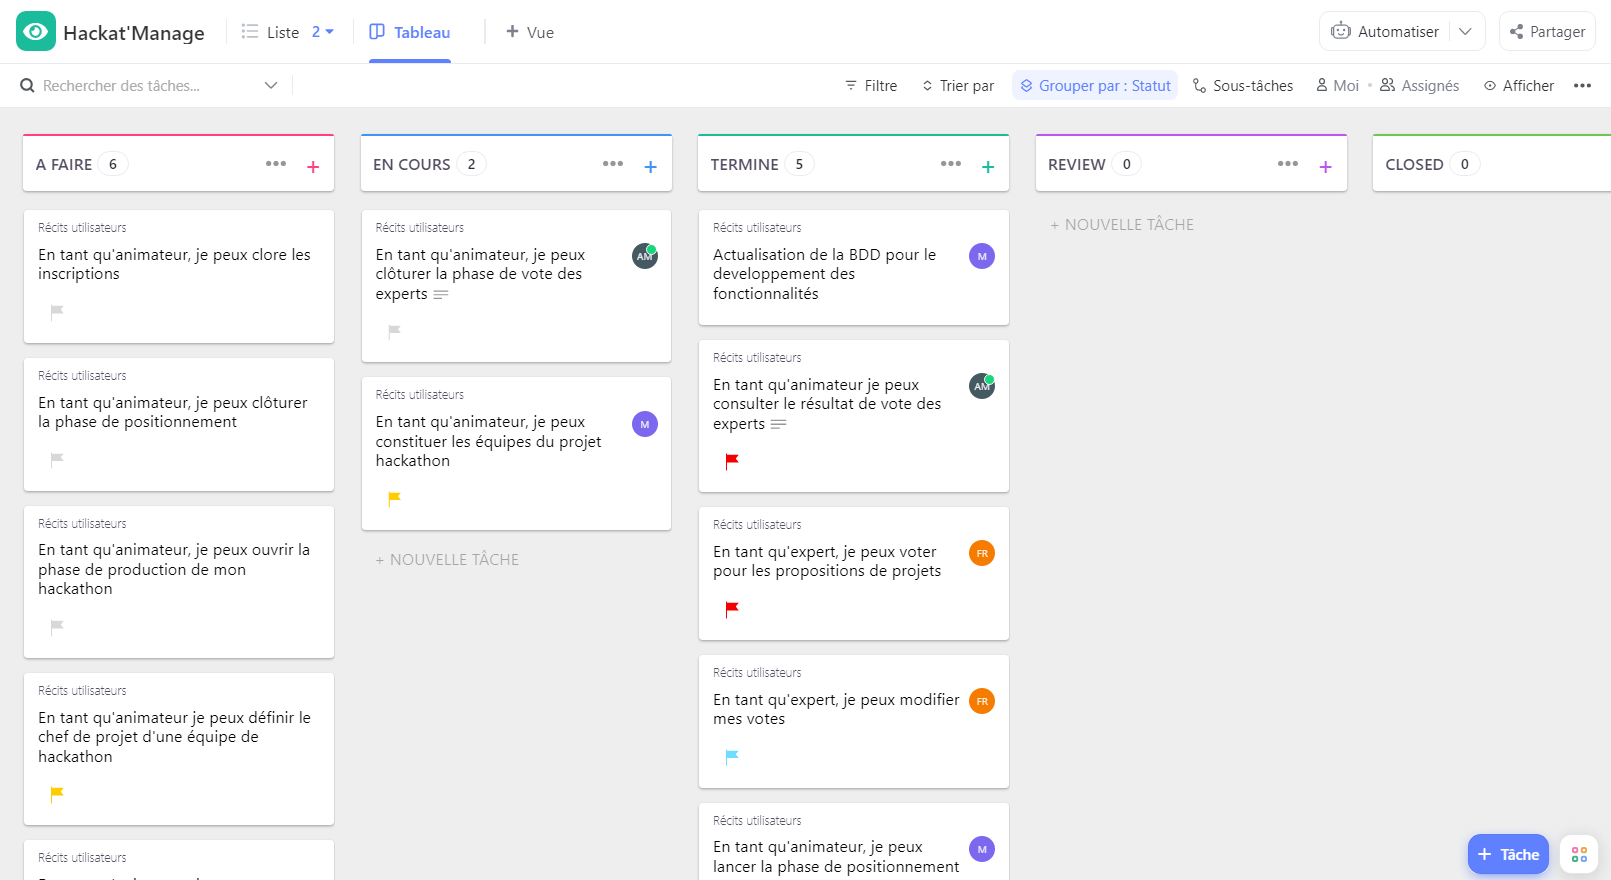 Hackat'Manage
Liste 2
Tableau
+ Vue
Automatiser
Partager
Rechercher des tâches...
Filtre
Trier par
Grouper par : Statut
Sous-tâches
Moi
Assignés
Afficher
A FAIRE 6
Récits utilisateurs
En tant qu'animateur, je peux clore les
inscriptions
Récits utilisateurs
En tant qu'animateur, je peux clôturer
la phase de positionnement
Récits utilisateurs
En tant qu'animateur, je peux ouvrir la
phase de production de mon
hackathon
Récits utilisateurs
En tant qu'animateur je peux définir le
chef de projet d'une équipe de
hackathon
Récits utilisateurs
EN COURS 2
Récits utilisateurs
En tant qu'animateur, je peux
clôturer la phase de vote des
experts
AM
Récits utilisateurs
En tant qu'animateur, je peux
constituer les équipes du projet
hackathon
M
+ NOUVELLE TÂCHE
TERMINE 5
Récits utilisateurs
Actualisation de la BDD pour le
developpement des
fonctionnalités
M
Récits utilisateurs
En tant qu'animateur je peux
consulter le résultat de vote des
experts
AM
Récits utilisateurs
En tant qu'expert, je peux voter
pour les propositions de projets
FR
Récits utilisateurs
En tant qu'expert, je peux modifier
mes votes
FR
Récits utilisateurs
En tant qu'animateur, je peux
lancer la phase de positionnement
M
REVIEW 0
+ NOUVELLE TÂCHE
CLOSED 0
+ Tâche